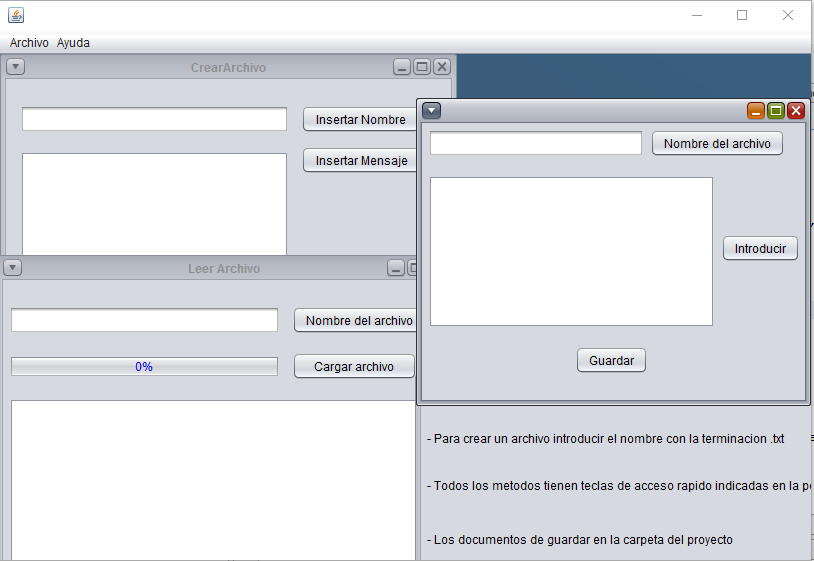 Archivo Ayuda
CrearArchivo
Insertar Nombre
Insertar Mensaje
Nombre del archivo
Introducir
Guardar
Leer Archivo
Nombre del archivo
0%
Cargar archivo
- Para crear un archivo introducir el nombre con la terminacion .txt
- Todos los metodos tienen teclas de acceso rapido indicadas en la
- Los documentos de guardar en la carpeta del proyecto